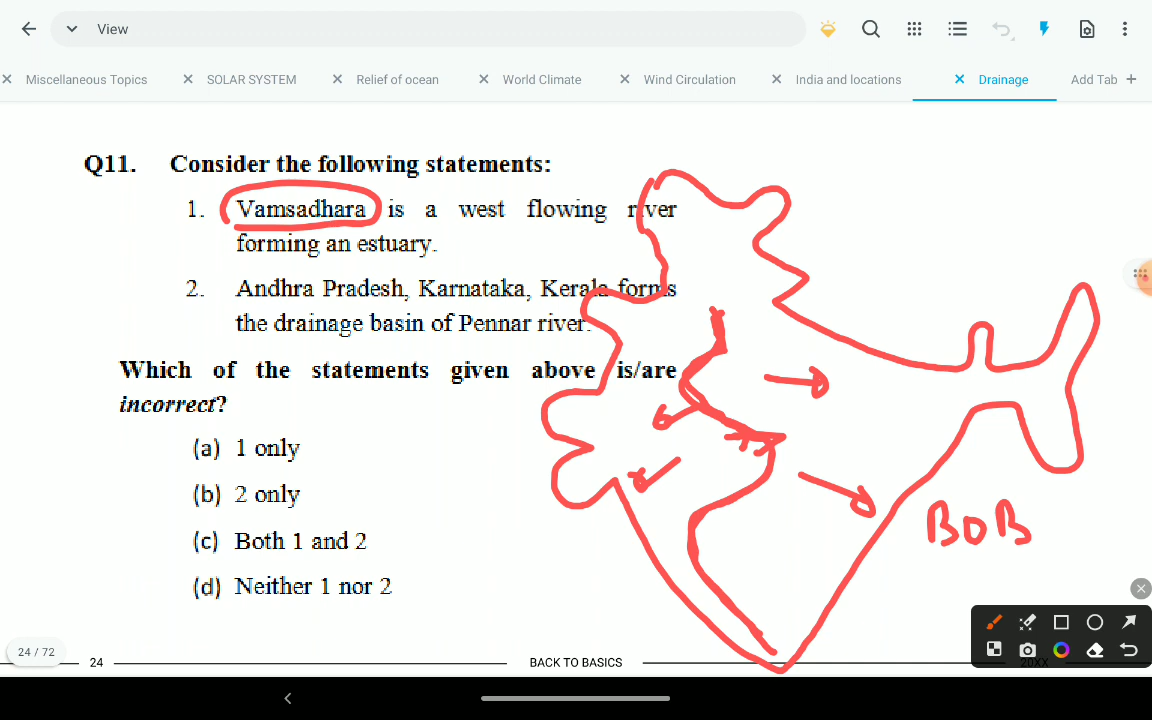 View
Miscellaneous Topics SOLAR SYSTEM Relief of ocean World Climate Wind Circulation India and locations Drainage Add Tab +
Q11. Consider the following statements:
1. Vamsadhara is a west flowing river
forming an estuary.
2. Andhra Pradesh, Karnataka, Kerala forms
the drainage basin of Pennar river.
Which of the statements given above is/are
incorrect?
(a) 1 only
(b) 2 only
(c) Both 1 and 2
(d) Neither 1 nor 2
BOB
24 / 72
24 BACK TO BASICS 20XX